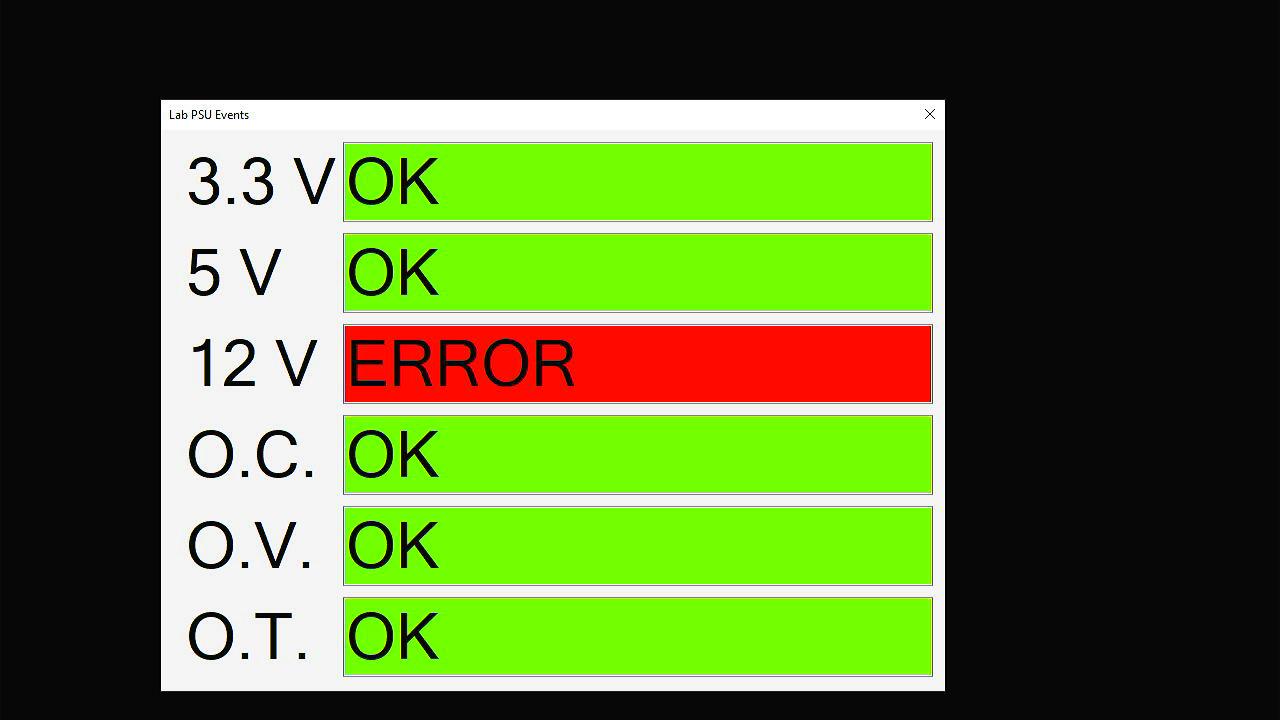 Lab PSU Events
3.3 V OK
5 V OK
12 V ERROR
O.C. OK
O.V. OK
O.T. OK